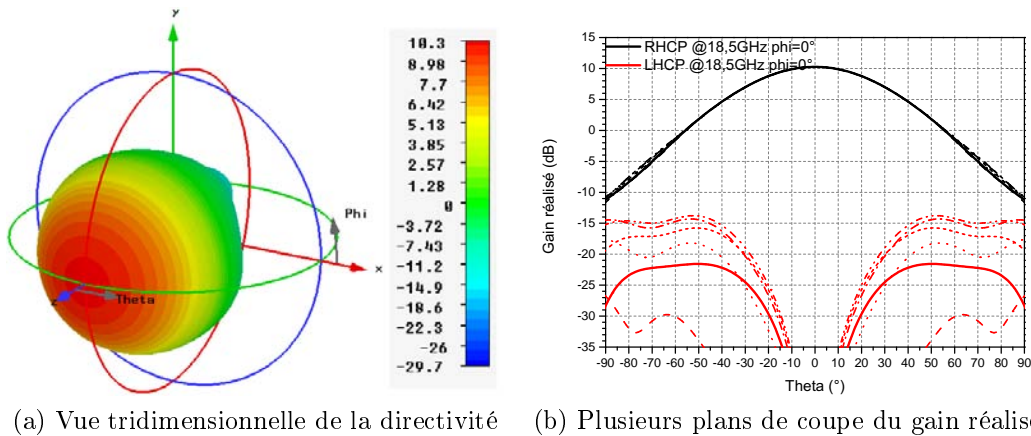 y
Phi
x
z
Theta
10.3
8.98
7.7
6.42
5.13
3.85
2.57
1.28
0
-3.72
-7.43
-11.2
-14.9
-18.6
-22.3
-26
-29.7
15
10
5
0
-5
-10
-15
-20
-25
-30
-35
Gain réalisé (dB)
RHCP @18,5GHz phi=0°
LHCP @18,5GHz phi=0°
-90 -80 -70 -60 -50 -40 -30 -20 -10 0 10 20 30 40 50 60 70 80 90
Theta (°)
(a) Vue tridimensionnelle de la directivité
(b) Plusieurs plans de coupe du gain réalis